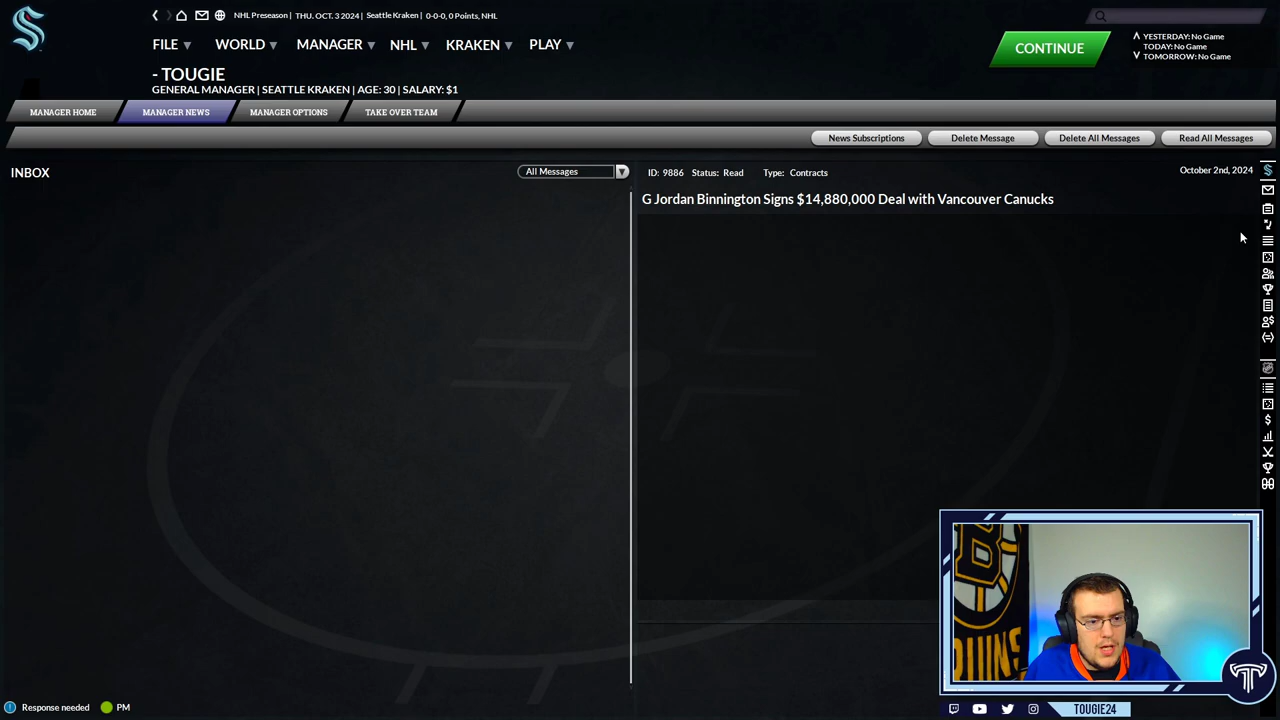 NHL Preseason | THU. OCT. 3 2024 | Seattle Kraken | 0-0-0, 0 Points, NHL
FILE WORLD MANAGER NHL KRAKEN PLAY
CONTINUE
YESTERDAY: No Game
TODAY: No Game
TOMORROW: No Game
- TOUGIE
GENERAL MANAGER | SEATTLE KRAKEN | AGE: 30 | SALARY: $1
MANAGER HOME MANAGER NEWS MANAGER OPTIONS TAKE OVER TEAM
News Subscriptions Delete Message Delete All Messages Read All Messages
INBOX All Messages
ID: 9886 Status: Read Type: Contracts October 2nd, 2024
G Jordan Binnington Signs $14,880,000 Deal with Vancouver Canucks
Response needed PM
TOUGIE24